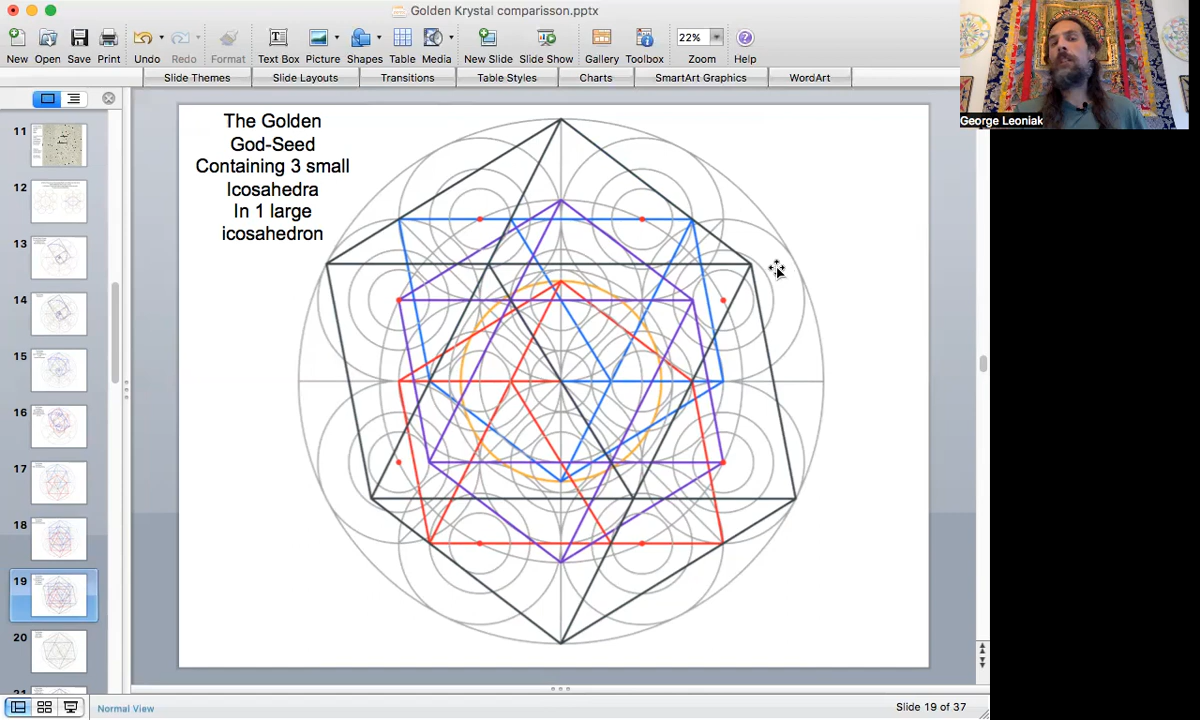 Golden Krystal comparisson.pptx
New Open Save Print Undo Redo Format Text Box Picture Shapes Table Media New Slide Slide Show Gallery Toolbox Zoom Help
22%
Slide Themes Slide Layouts Transitions Table Styles Charts SmartArt Graphics WordArt
George Leoniak
The Golden
God-Seed
Containing 3 small
Icosahedra
In 1 large
icosahedron
11
12
13
14
15
16
17
18
19
20
Normal View
Slide 19 of 37